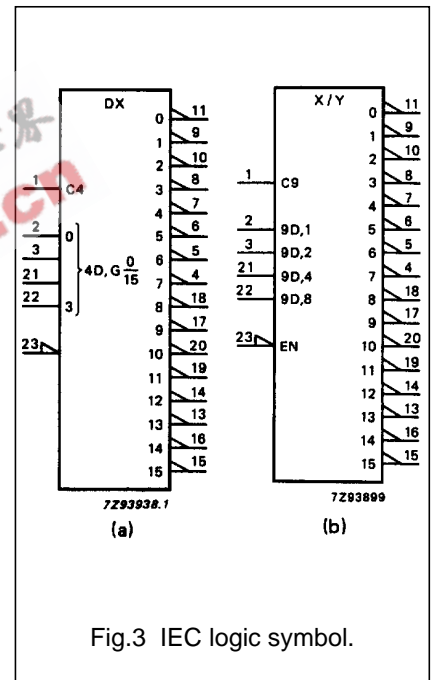 DX
0 11
1 9
2 10
1 C4 3 8
4 7
2 0 5 6
3 6 5
21 4D, G 0/15 7 4
22 3 8 18
9 17
23 10 20
11 19
12 14
13 13
14 16
15 15
7Z93938.1
(a)
X/Y
0 11
1 9
2 10
1 C9 3 8
4 7
2 9D,1 5 6
3 9D,2 6 5
21 9D,4 7 4
22 9D,8 8 18
9 17
23 EN 10 20
11 19
12 14
13 13
14 16
15 15
7Z93899
(b)
Fig.3 IEC logic symbol.